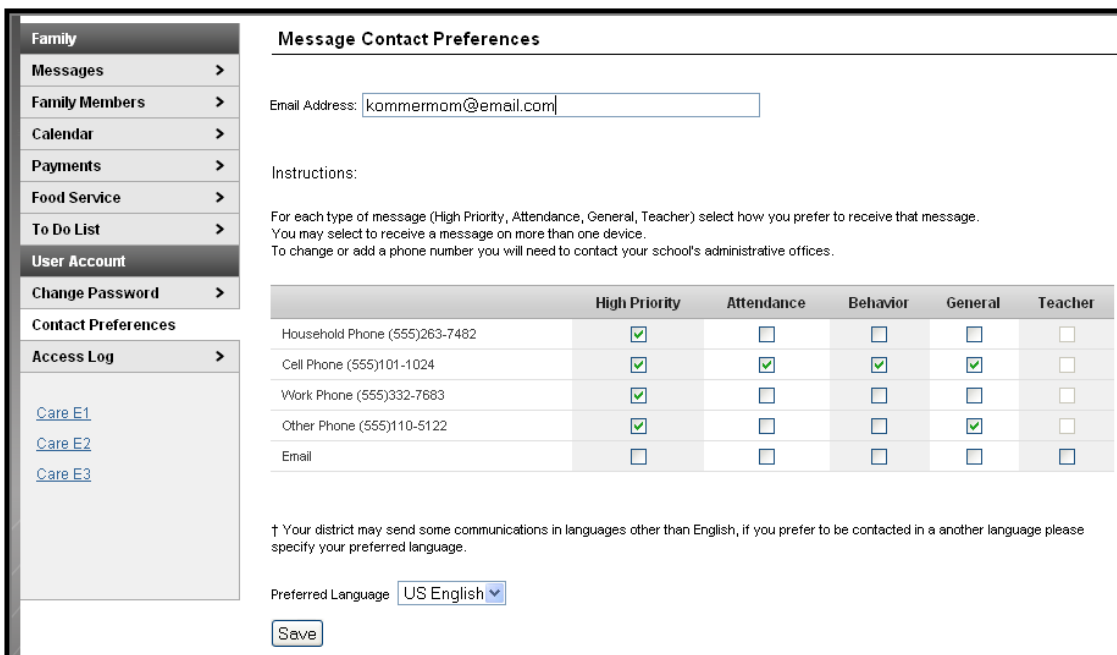 Family
Messages
Family Members
Calendar
Payments
Food Service
To Do List
User Account
Change Password
Contact Preferences
Access Log
Care E1
Care E2
Care E3
Message Contact Preferences
Email Address: kommermom@email.com
Instructions:
For each type of message (High Priority, Attendance, General, Teacher) select how you prefer to receive that message.
You may select to receive a message on more than one device.
To change or add a phone number you will need to contact your school's administrative offices.
High Priority Attendance Behavior General Teacher
Household Phone (555)263-7482
Cell Phone (555)101-1024
Work Phone (555)332-7683
Other Phone (555)110-5122
Email
† Your district may send some communications in languages other than English, if you prefer to be contacted in a another language please
specify your preferred language.
Preferred Language US English
Save